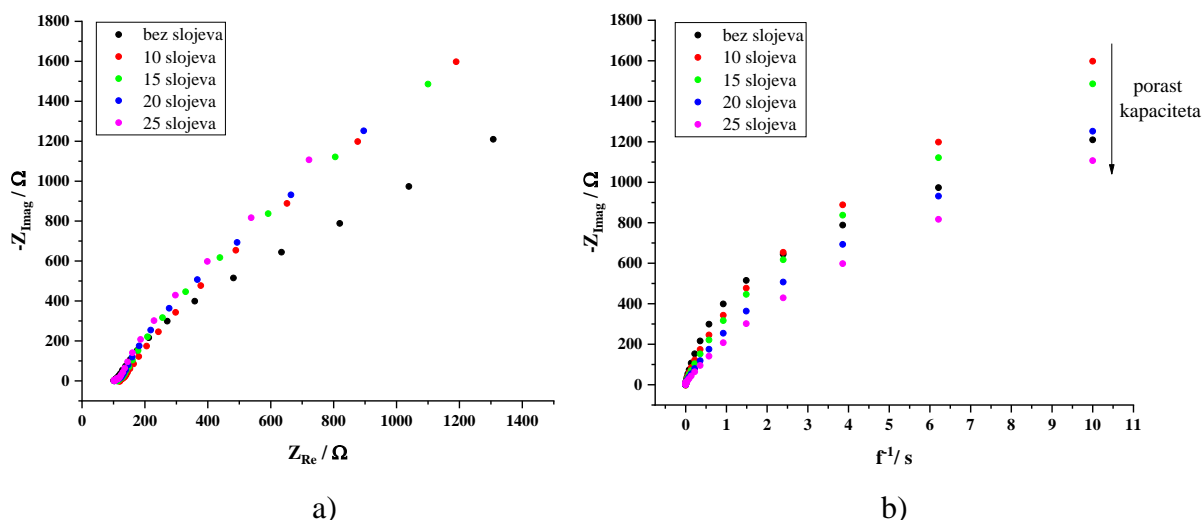 1800
1600
1400
1200
1000
800
600
400
200
0
-Z_Imag / Ω
bez slojeva
10 slojeva
15 slojeva
20 slojeva
25 slojeva
0 200 400 600 800 1000 1200 1400
Z_Re / Ω
a)
1800
1600
1400
1200
1000
800
600
400
200
0
-Z_Imag / Ω
bez slojeva
10 slojeva
15 slojeva
20 slojeva
25 slojeva
porast
kapaciteta
0 1 2 3 4 5 6 7 8 9 10 11
f⁻¹/ s
b)